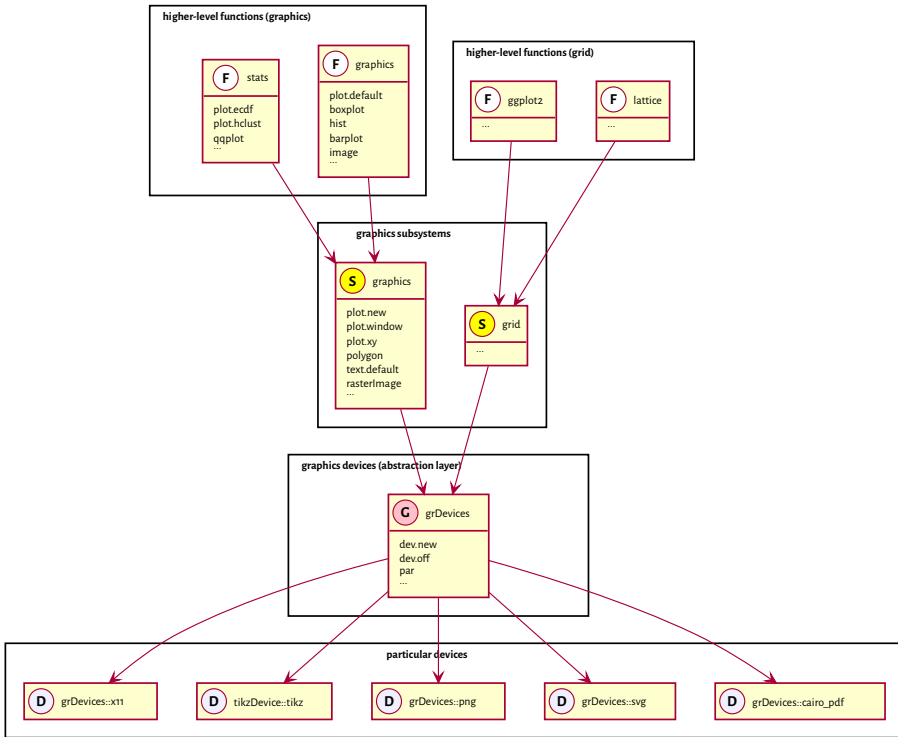 higher-level functions (graphics)
F stats
plot.ecdf
plot.hclust
qqplot
...
F graphics
plot.default
boxplot
hist
barplot
image
...
higher-level functions (grid)
F ggplot2
...
F lattice
...
graphics subsystems
S graphics
plot.new
plot.window
plot.xy
polygon
text.default
rasterImage
...
S grid
...
graphics devices (abstraction layer)
G grDevices
dev.new
dev.off
par
...
particular devices
D grDevices::x11
D tikzDevice::tikz
D grDevices::png
D grDevices::svg
D grDevices::cairo_pdf